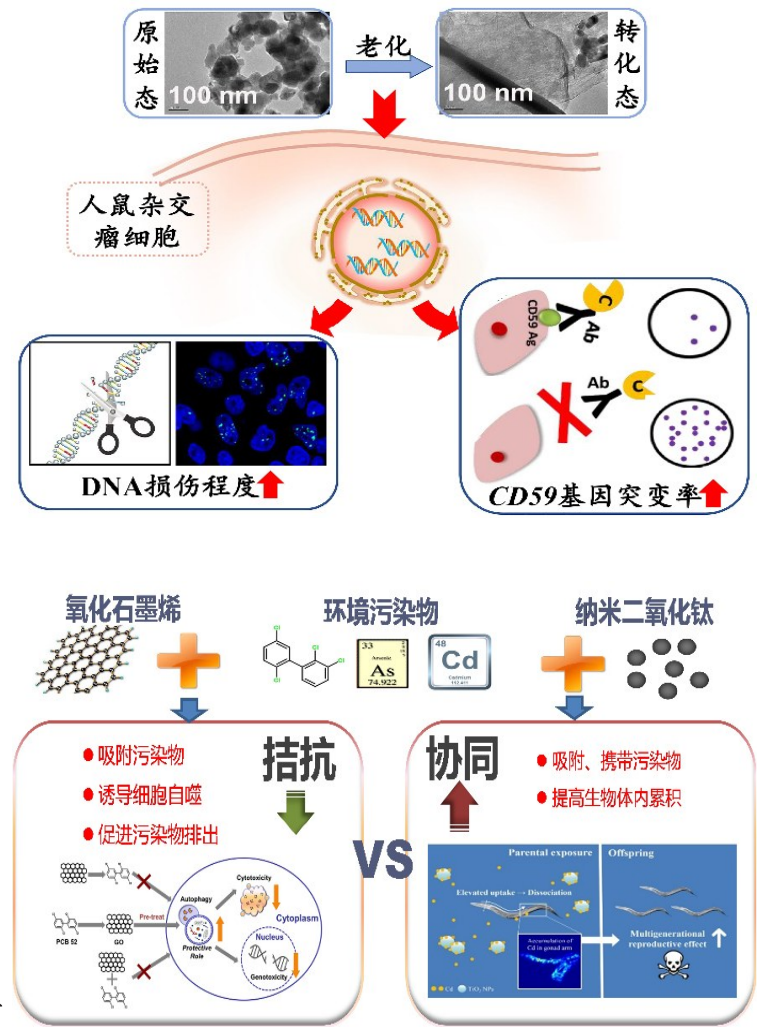 原始态
100 nm
老化
100 nm
转化态
人鼠杂交
瘤细胞
CD59 Ag
Ab
C
Ab
C
DNA损伤程度
CD59基因突变率
氧化石墨烯
环境污染物
纳米二氧化钛
Cl
Cl
Cl
Cl
33
Arsenic
As
74.922
48
Cd
Cadmium
112.411
吸附污染物
诱导细胞自噬
促进污染物排出
拮抗
VS
协同
吸附、携带污染物
提高生物体内累积
PCB 52
GO
Pre-treat
Autophagy
Protective
Role
Cytotoxicity
Cytoplasm
Nucleus
Genotoxicity
Parental exposure
Offspring
Elevated uptake → Dissociation
Accumulation of
Cd in gonad arm
Multigenerational
reproductive effect
Cd
TiO₂ NPs